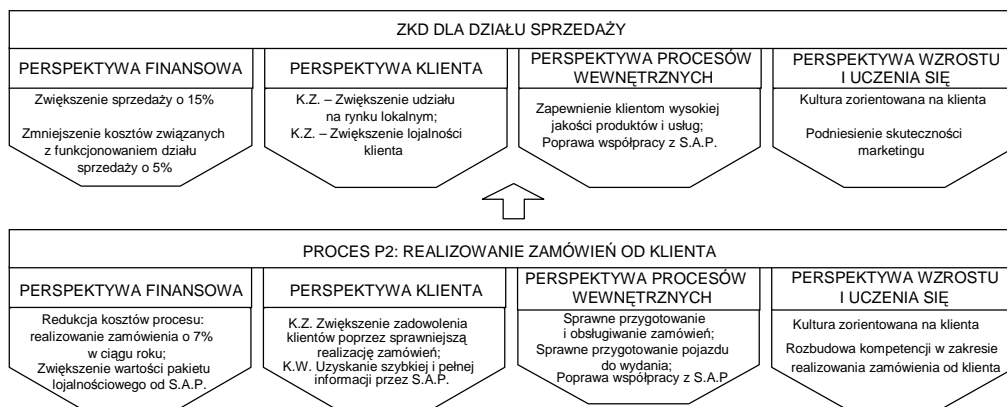 ZKD DLA DZIAŁU SPRZEDAŻY
PERSPEKTYWA FINANSOWA
Zwiększenie sprzedaży o 15%
Zmniejszenie kosztów związanych
z funkcjonowaniem działu
sprzedaży o 5%
PERSPEKTYWA KLIENTA
K.Z. – Zwiększenie udziału
na rynku lokalnym;
K.Z. – Zwiększenie lojalności
klienta
PERSPEKTYWA PROCESÓW
WEWNĘTRZNYCH
Zapewnienie klientom wysokiej
jakości produktów i usług;
Poprawa współpracy z S.A.P.
PERSPEKTYWA WZROSTU
I UCZENIA SIĘ
Kultura zorientowana na klienta
Podniesienie skuteczności
marketingu
PROCES P2: REALIZOWANIE ZAMÓWIEŃ OD KLIENTA
PERSPEKTYWA FINANSOWA
Redukcja kosztów procesu:
realizowanie zamówienia o 7%
w ciągu roku;
Zwiększenie wartości pakietu
lojalnościowego od S.A.P.
PERSPEKTYWA KLIENTA
K.Z. Zwiększenie zadowolenia
klientów poprzez sprawniejszą
realizację zamówień;
K.W. Uzyskanie szybkiej i pełnej
informacji przez S.A.P.
PERSPEKTYWA PROCESÓW
WEWNĘTRZNYCH
Sprawne przygotowanie
i obsługiwanie zamówień;
Sprawne przygotowanie pojazdu
do wydania;
Poprawa współpracy z S.A.P
PERSPEKTYWA WZROSTU
I UCZENIA SIĘ
Kultura zorientowana na klienta
Rozbudowa kompetencji w zakresie
realizowania zamówienia od klienta